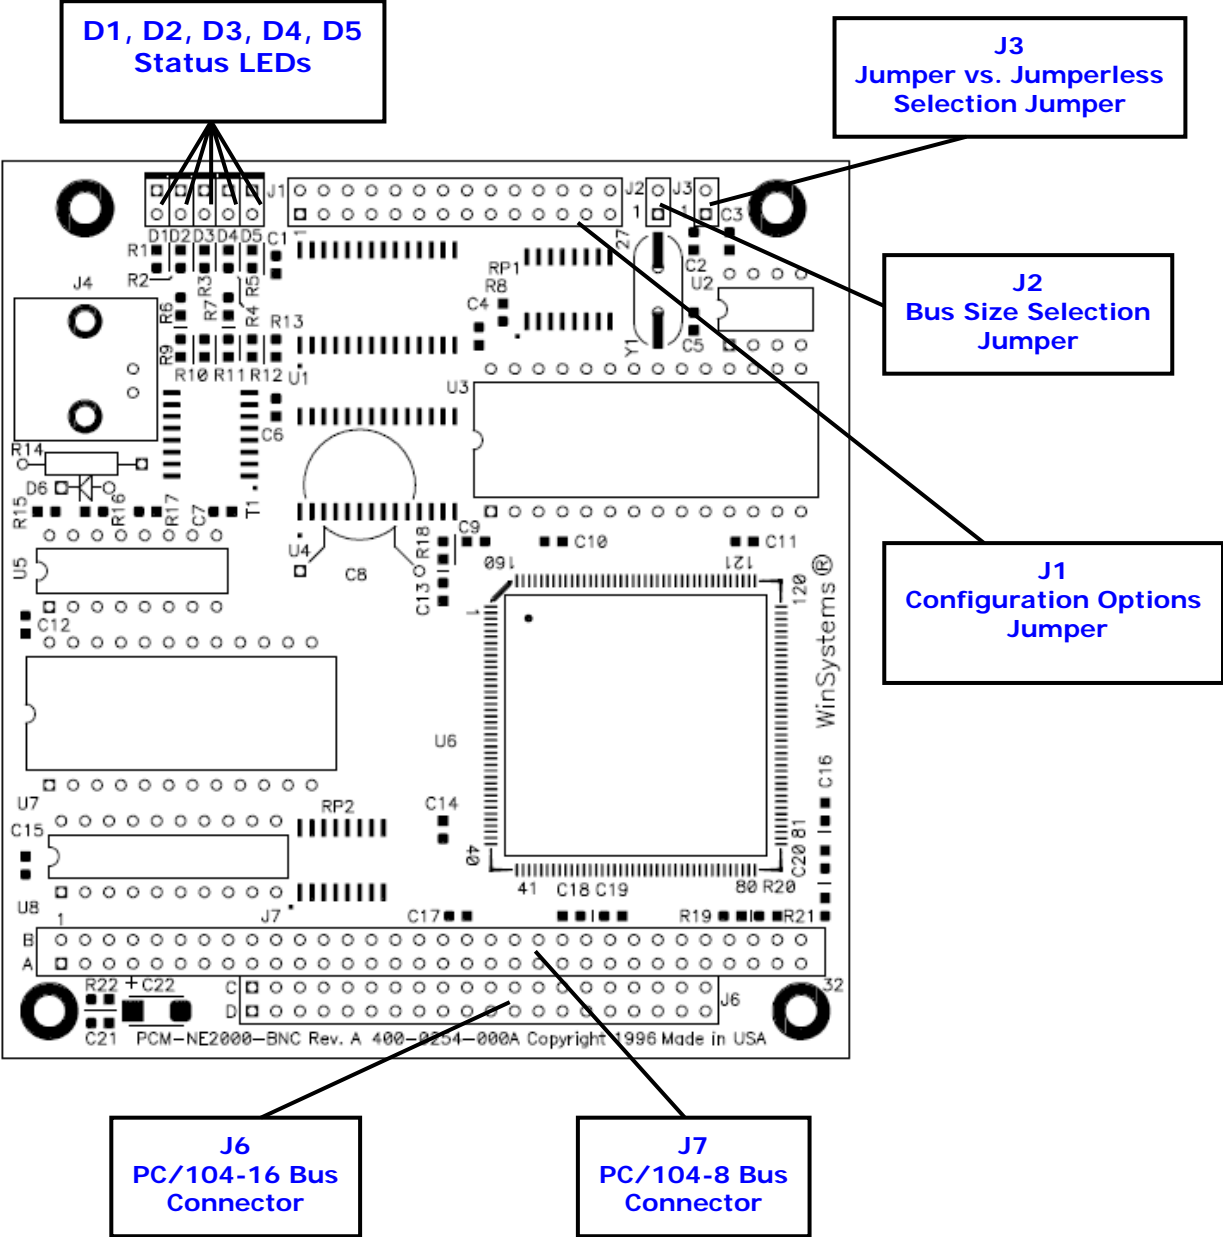 D1, D2, D3, D4, D5
Status LEDs
J3
Jumper vs. Jumperless
Selection Jumper
J2
Bus Size Selection
Jumper
J1
Configuration Options
Jumper
J1
J2
J3
1
1
1
27
D1 D2 D3 D4 D5
C1
C3
R1
R2
R3
R5
RP1
R8
C2
U2
J4
R6
R7
R4
R13
C4
Y1
C5
R9
R10 R11 R12
U1
U3
C6
R14
D6
R15
R16
R17
C7
T1
U4
C8
R18
C9
C10
C11
U5
C13
160
121
1
120
C12
WinSystems®
U6
U7
C15
RP2
C14
C16
40
41
C18 C19
80 R20
C20 81
U8
1
J7
C17
R19
R21
B
A
R22
+ C22
C
D
J6
32
C21
PCM-NE2000-BNC Rev. A 400-0254-000A Copyright 1996 Made in USA
J6
PC/104-16 Bus
Connector
J7
PC/104-8 Bus
Connector